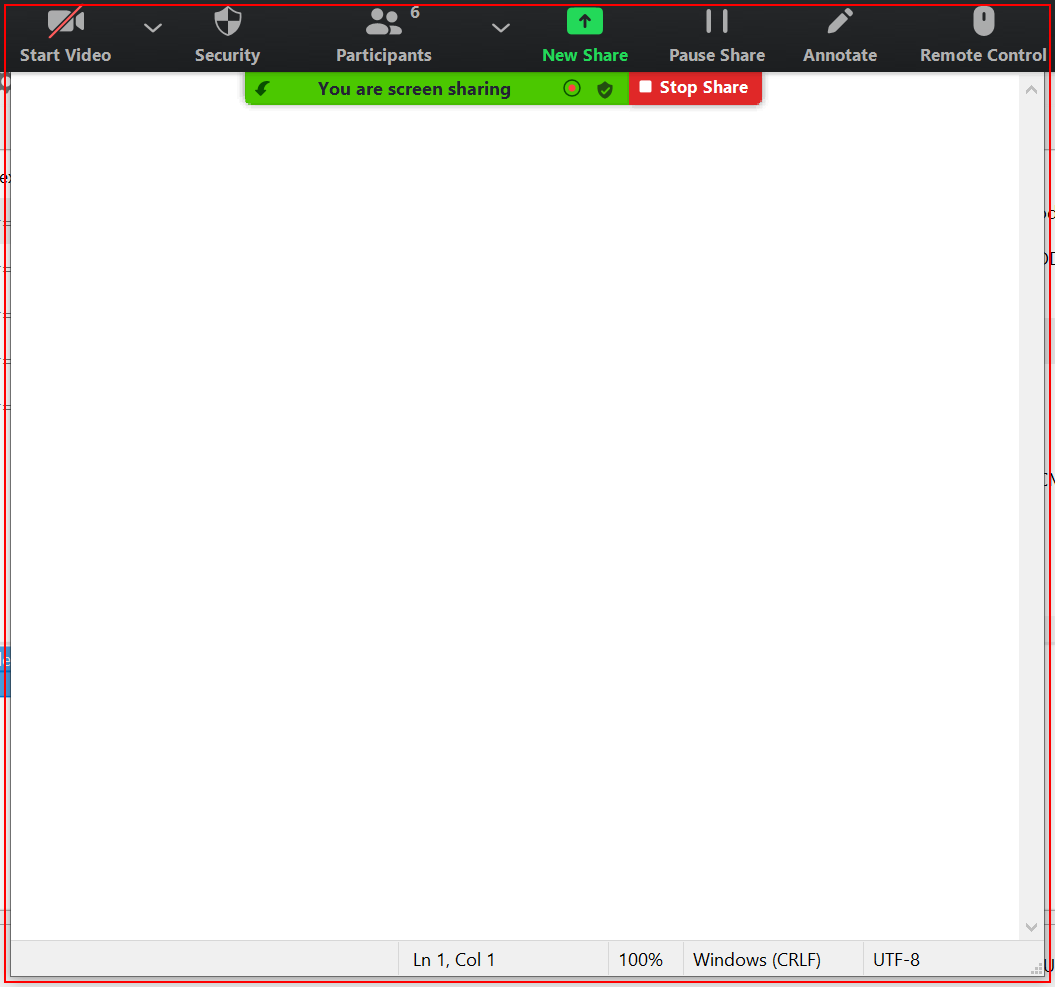 6
Start Video Security Participants New Share Pause Share Annotate Remote Control
You are screen sharing Stop Share
Ln 1, Col 1 100% Windows (CRLF) UTF-8